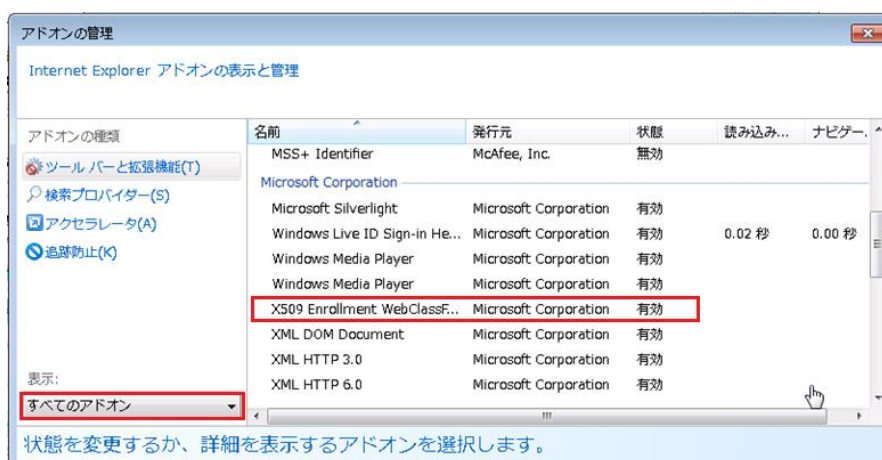 アドオンの管理
Internet Explorer アドオンの表示と管理
アドオンの種類
ツール バーと拡張機能(T)
検索プロバイダー(S)
アクセラレータ(A)
追跡防止(K)
表示:
すべてのアドオン
名前 発行元 状態 読み込み... ナビゲー...
MSS+ Identifier McAfee, Inc. 無効
Microsoft Corporation
Microsoft Silverlight Microsoft Corporation 有効
Windows Live ID Sign-in He... Microsoft Corporation 有効 0.02 秒 0.00 秒
Windows Media Player Microsoft Corporation 有効
Windows Media Player Microsoft Corporation 有効
X509 Enrollment WebClassF... Microsoft Corporation 有効
XML DOM Document Microsoft Corporation 有効
XML HTTP 3.0 Microsoft Corporation 有効
XML HTTP 6.0 Microsoft Corporation 有効
状態を変更するか、詳細を表示するアドオンを選択します。